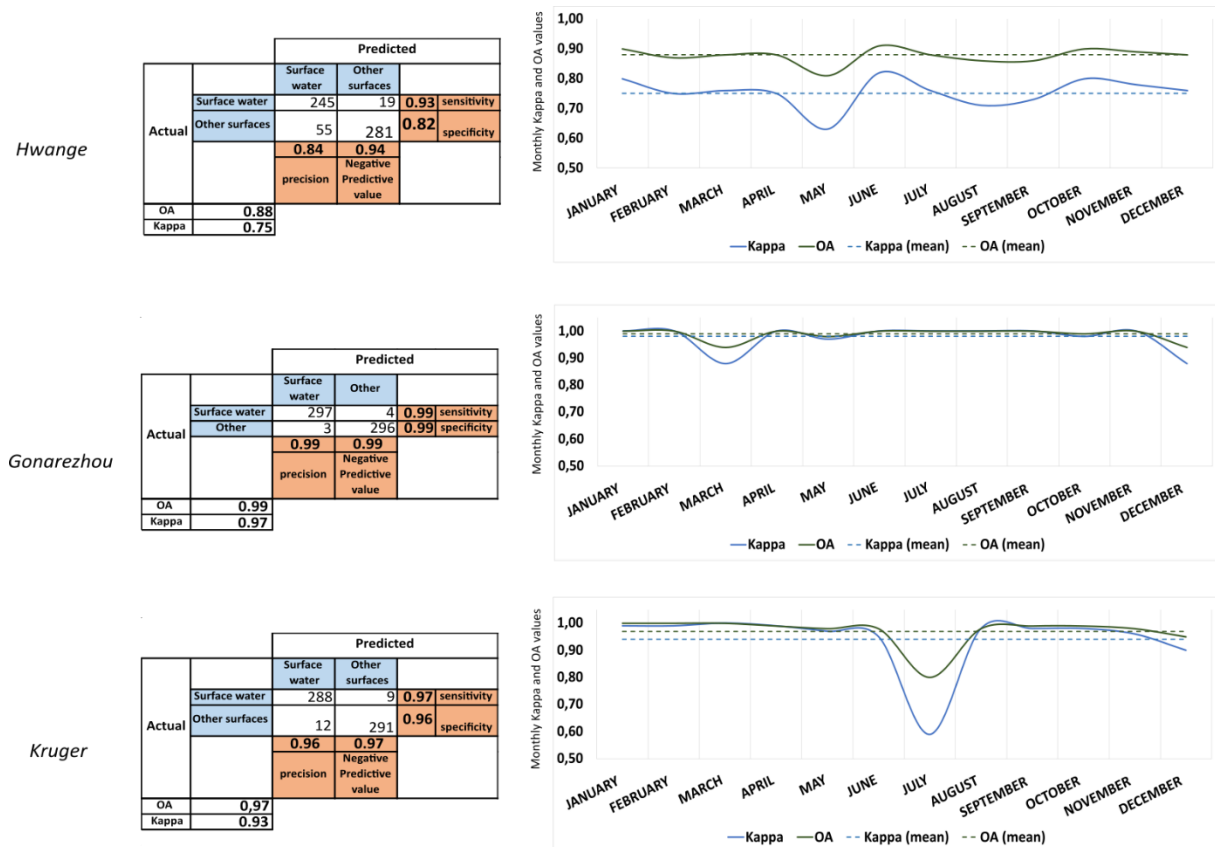 Hwange
Predicted
Surface water
Other surfaces
Actual
Surface water 245 19 0.93 sensitivity
Other surfaces 55 281 0.82 specificity
0.84 0.94
precision
Negative Predictive value
OA 0.88
Kappa 0.75
Monthly Kappa and OA values
1,00
0,90
0,80
0,70
0,60
0,50
JANUARY
FEBRUARY
MARCH
APRIL
MAY
JUNE
JULY
AUGUST
SEPTEMBER
OCTOBER
NOVEMBER
DECEMBER
Kappa OA Kappa (mean) OA (mean)
Gonarezhou
Predicted
Surface water
Other
Actual
Surface water 297 4 0.99 sensitivity
Other 3 296 0.99 specificity
0.99 0.99
precision
Negative Predictive value
OA 0.99
Kappa 0.97
Monthly Kappa and OA values
1,00
0,90
0,80
0,70
0,60
0,50
JANUARY
FEBRUARY
MARCH
APRIL
MAY
JUNE
JULY
AUGUST
SEPTEMBER
OCTOBER
NOVEMBER
DECEMBER
Kappa OA Kappa (mean) OA (mean)
Kruger
Predicted
Surface water
Other surfaces
Actual
Surface water 288 9 0.97 sensitivity
Other surfaces 12 291 0.96 specificity
0.96 0.97
precision
Negative Predictive value
OA 0,97
Kappa 0.93
Monthly Kappa and OA values
1,00
0,90
0,80
0,70
0,60
0,50
JANUARY
FEBRUARY
MARCH
APRIL
MAY
JUNE
JULY
AUGUST
SEPTEMBER
OCTOBER
NOVEMBER
DECEMBER
Kappa OA Kappa (mean) OA (mean)